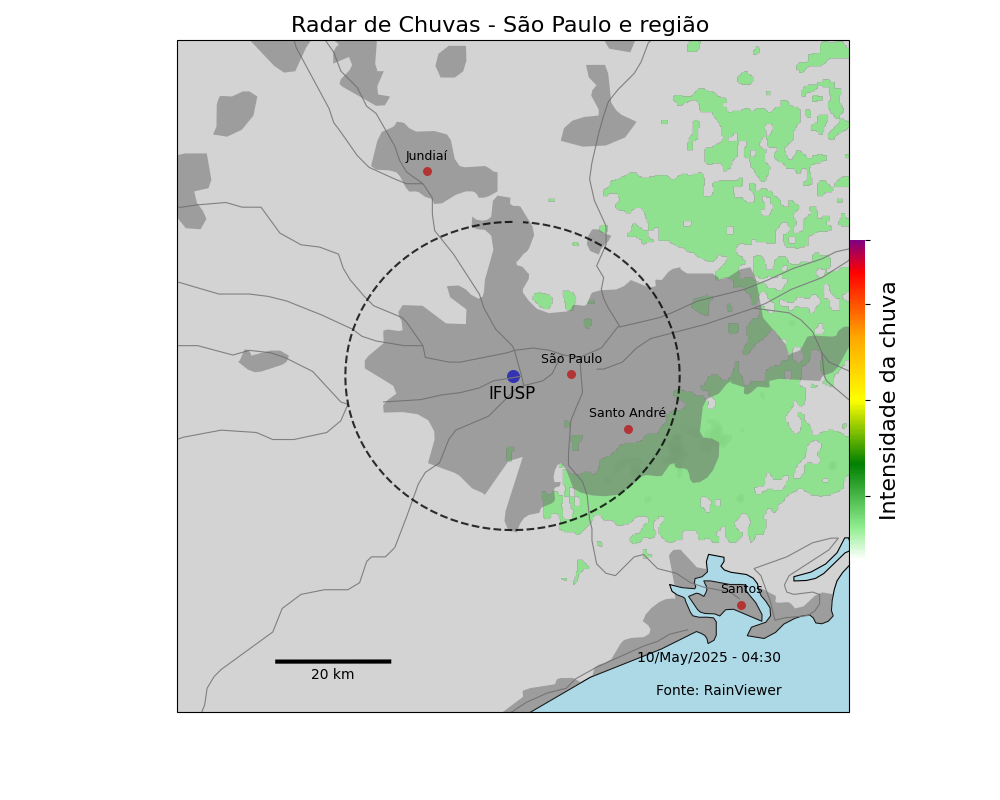 Radar de Chuvas - São Paulo e região
Jundiaí
São Paulo
IFUSP
Santo André
Intensidade da chuva
Santos
10/May/2025 - 04:30
20 km
Fonte: RainViewer